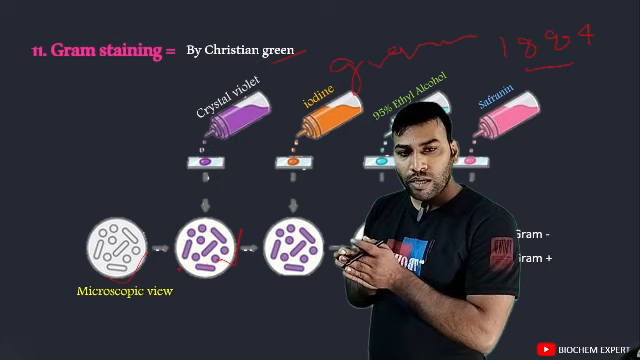 11. Gram staining = By Christian green
gram 1884
Crystal violet
iodine
95% Ethyl Alcohol
Safranin
Gram -
Gram +
Microscopic view
BIOCHEM EXPERT